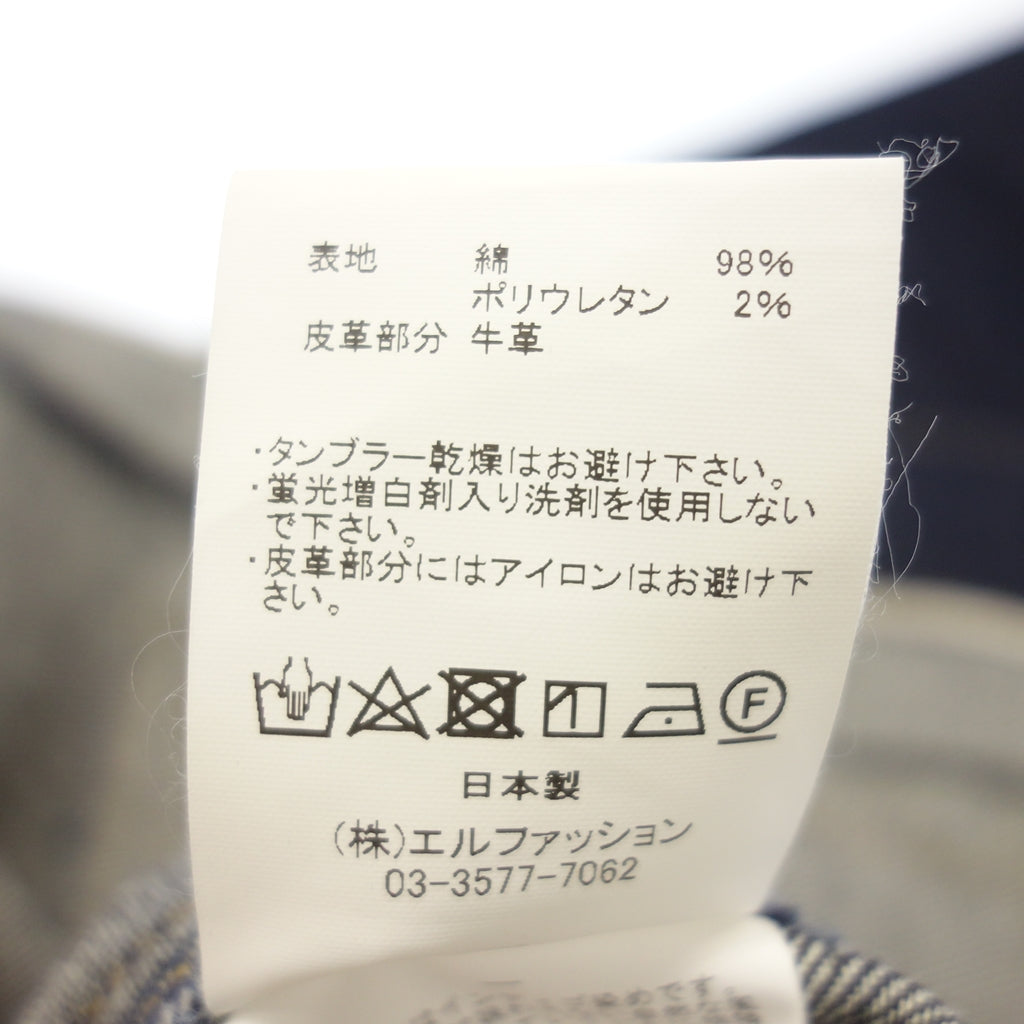 表地 綿 98%
ポリウレタン 2%
皮革部分 牛革
・タンブラー乾燥はお避け下さい。
・蛍光増白剤入り洗剤を使用しない
で下さい。
・皮革部分にはアイロンはお避け下
さい。
F
日本製
(株)エルファッション
03-3577-7062